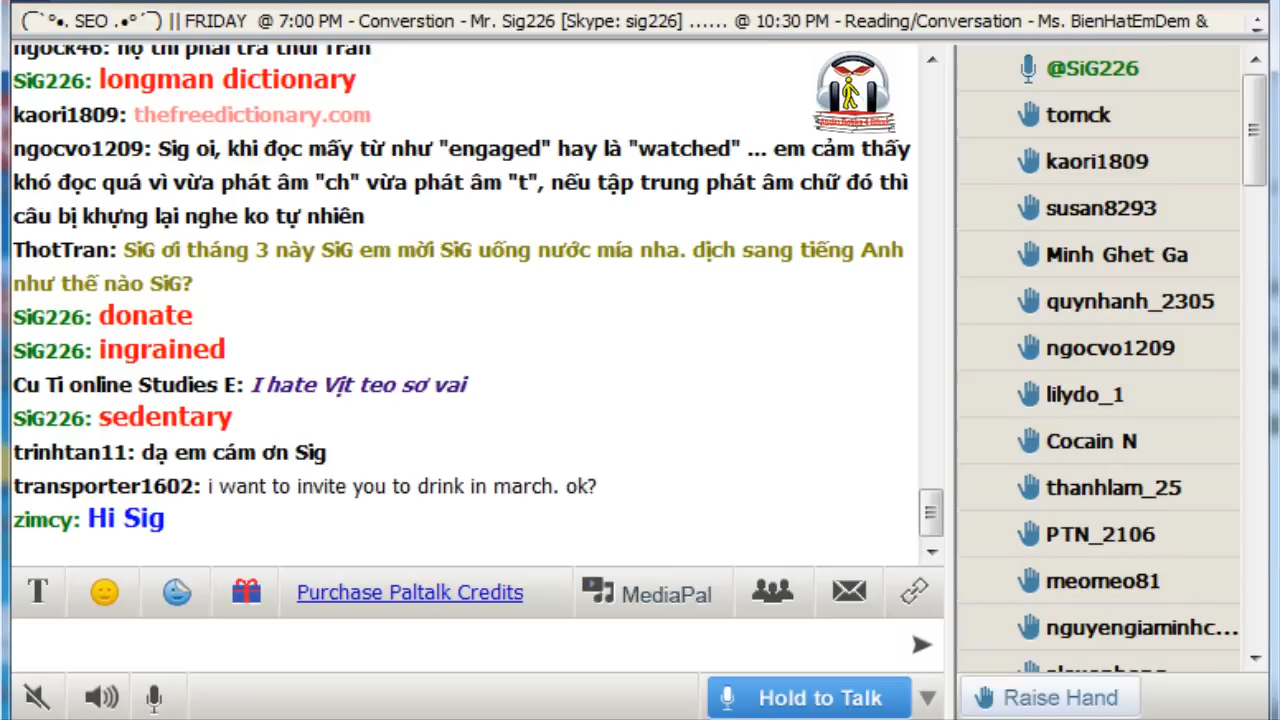 (¯`°•. SEO .•°´¯) || FRIDAY @ 7:00 PM - Converstion - Mr. Sig226 [Skype: sig226] ...... @ 10:30 PM - Reading/Conversation - Ms. BienHatEmDem &
ngock46: họ chỉ phải trả thuii Tran
SiG226: longman dictionary
kaori1809: thefreedictionary.com
ngocvo1209: Sig oi, khi đọc mấy từ như "engaged" hay là "watched" ... em cảm thấy
khó đọc quá vì vừa phát âm "ch" vừa phát âm "t", nếu tập trung phát âm chữ đó thì
câu bị khựng lại nghe ko tự nhiên
ThotTran: SiG ơi tháng 3 này SiG em mời SiG uống nước mía nha. dịch sang tiếng Anh
như thế nào SiG?
SiG226: donate
SiG226: ingrained
Cu Ti online Studies E: I hate Vịt teo sơ vai
SiG226: sedentary
trinhtan11: dạ em cám ơn Sig
transporter1602: i want to invite you to drink in march. ok?
zimcy: Hi Sig
T
Purchase Paltalk Credits
MediaPal
Hold to Talk
@SiG226
tomck
kaori1809
susan8293
Minh Ghet Ga
quynhanh_2305
ngocvo1209
lilydo_1
Cocain N
thanhlam_25
PTN_2106
meomeo81
nguyengiaminhc...
Raise Hand